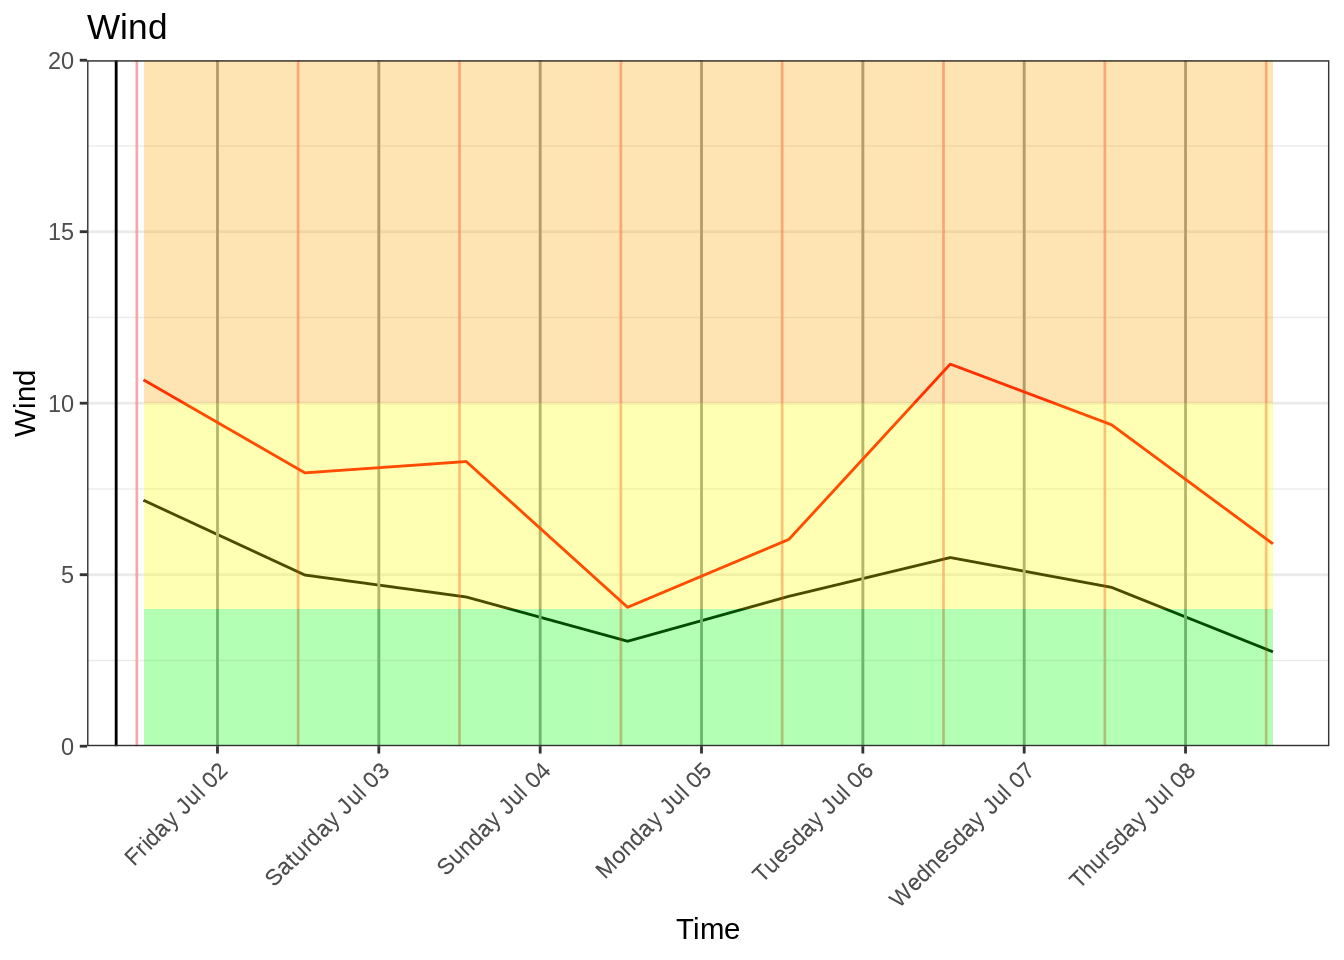 Wind
20
15
10
5
0
Wind
Friday Jul 02
Saturday Jul 03
Sunday Jul 04
Monday Jul 05
Tuesday Jul 06
Wednesday Jul 07
Thursday Jul 08
Time